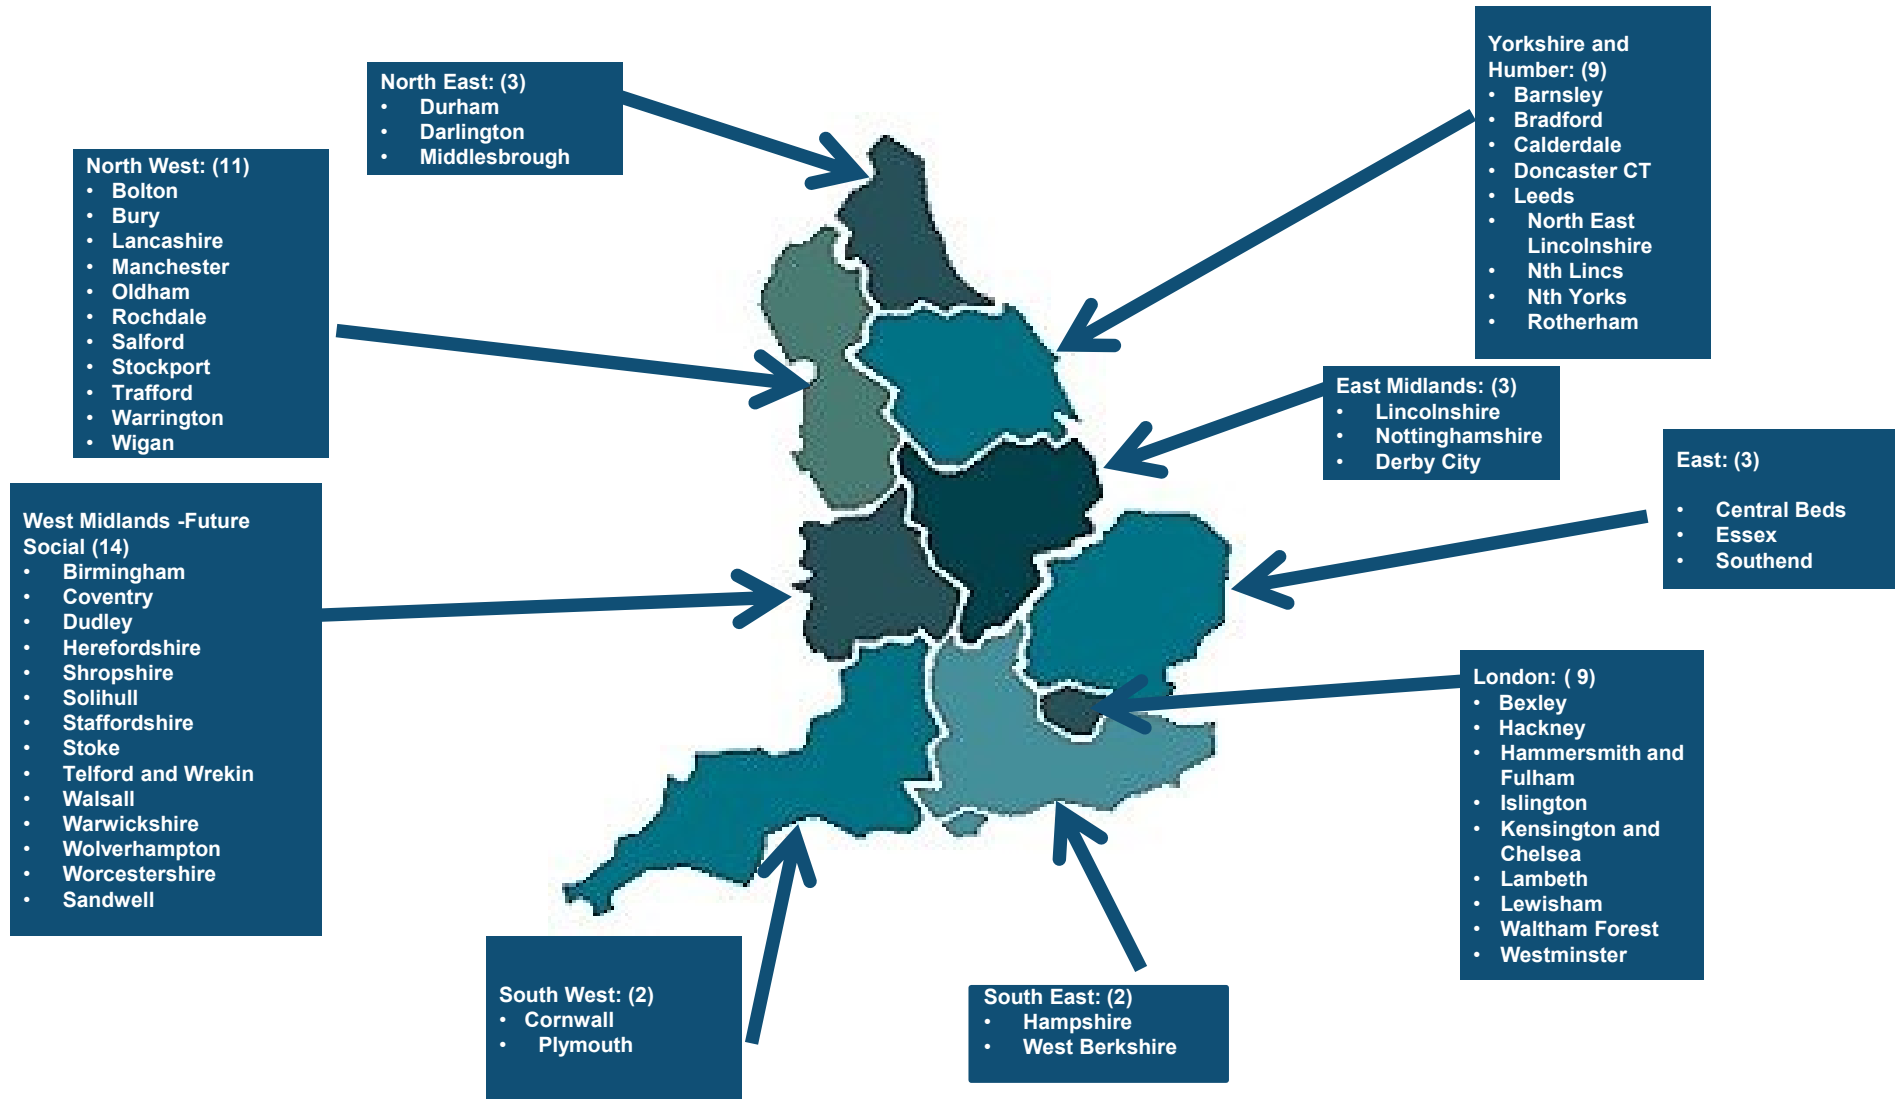 North East: (3)
• Durham
• Darlington
• Middlesbrough
Yorkshire and
Humber: (9)
• Barnsley
• Bradford
• Calderdale
• Doncaster CT
• Leeds
• North East
Lincolnshire
• Nth Lincs
• Nth Yorks
• Rotherham
North West: (11)
• Bolton
• Bury
• Lancashire
• Manchester
• Oldham
• Rochdale
• Salford
• Stockport
• Trafford
• Warrington
• Wigan
East Midlands: (3)
• Lincolnshire
• Nottinghamshire
• Derby City
East: (3)
• Central Beds
• Essex
• Southend
West Midlands -Future
Social (14)
• Birmingham
• Coventry
• Dudley
• Herefordshire
• Shropshire
• Solihull
• Staffordshire
• Stoke
• Telford and Wrekin
• Walsall
• Warwickshire
• Wolverhampton
• Worcestershire
• Sandwell
London: ( 9)
• Bexley
• Hackney
• Hammersmith and
Fulham
• Islington
• Kensington and
Chelsea
• Lambeth
• Lewisham
• Waltham Forest
• Westminster
South West: (2)
• Cornwall
• Plymouth
South East: (2)
• Hampshire
• West Berkshire